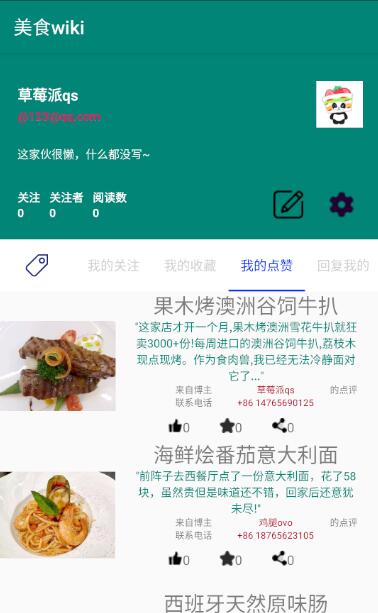 美食wiki
草莓派qs
@123@qq.com
这家伙很懒，什么都没写~
关注 关注者 阅读数
0 0 0
我的关注 我的收藏 我的点赞 回复我的
果木烤澳洲谷饲牛扒
"这家店才开一个月,果木烤澳洲雪花牛扒就狂
卖3000+份!每周进口的澳洲谷饲牛扒,荔枝木
现点现烤。作为食肉兽,我已经无法冷静面对
它了..."
来自博主 草莓派qs 的点评
联系电话 +86 14765690125
0 0 0
海鲜烩番茄意大利面
"前阵子去西餐厅点了一份意大利面，花了58
块，虽然贵但是味道还不错，回家后还意犹
未尽!"
来自博主 鸡腿ovo 的点评
联系电话 +86 18765623105
0 0 0
西班牙天然原味肠